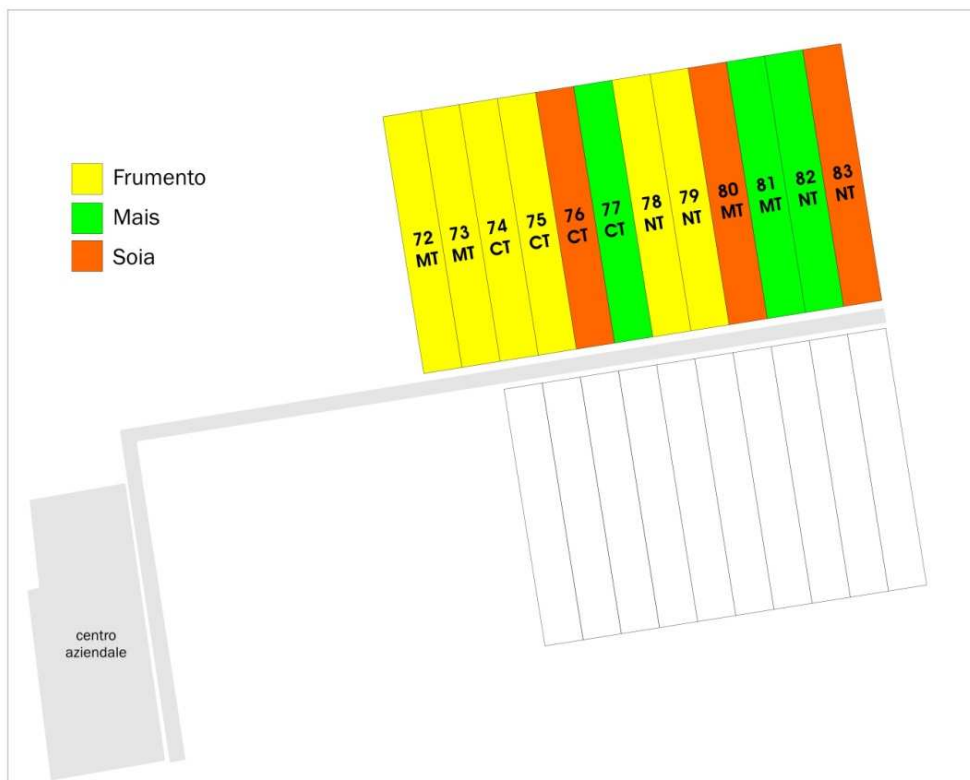 Frumento
Mais
Soia
72
MT
73
MT
74
CT
75
CT
76
CT
77
CT
78
NT
79
NT
80
MT
81
MT
82
NT
83
NT
centro
aziendale